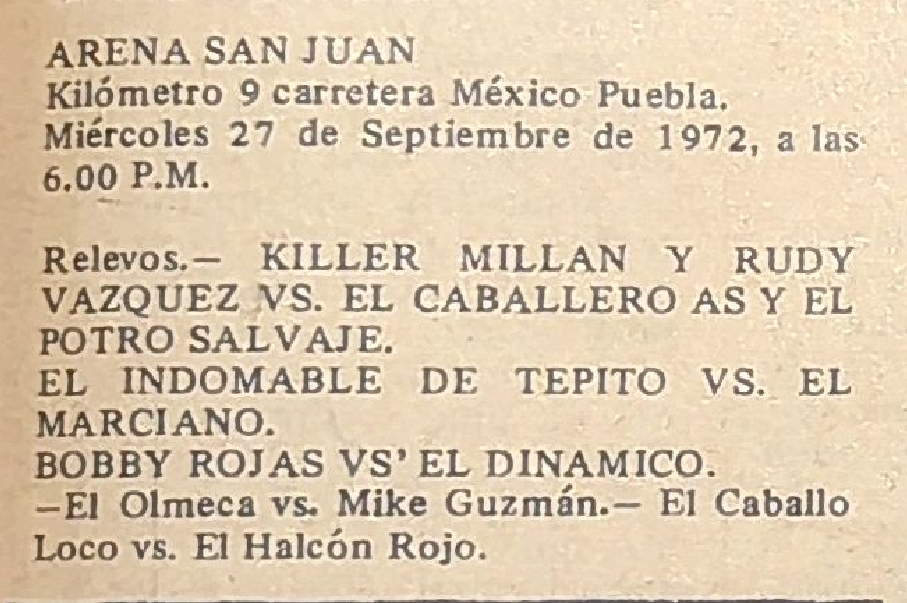 ARENA SAN JUAN
Kilómetro 9 carretera México Puebla.
Miércoles 27 de Septiembre de 1972, a las
6.00 P.M.
Relevos.— KILLER MILLAN Y RUDY
VAZQUEZ VS. EL CABALLERO AS Y EL
POTRO SALVAJE.
EL INDOMABLE DE TEPITO VS. EL
MARCIANO.
BOBBY ROJAS VS' EL DINAMICO.
—El Olmeca vs. Mike Guzmán.— El Caballo
Loco vs. El Halcón Rojo.